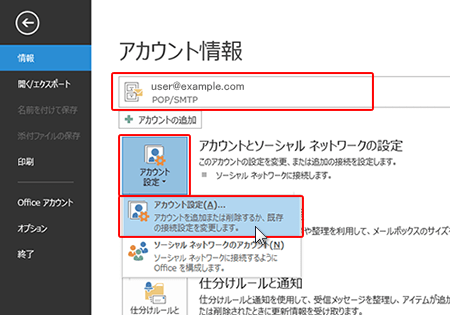 情報
開く/エクスポート
名前を付けて保存
添付ファイルの保存
印刷
Office アカウント
オプション
終了
アカウント情報
user@example.com
POP/SMTP
アカウントの追加
アカウント
設定
アカウントとソーシャル ネットワークの設定
このアカウントの設定を変更、または追加の接続を設定します。
ソーシャル ネットワークに接続します。
アカウント設定(A)...
アカウントを追加または削除するか、既存
の接続設定を変更します。
ソーシャル ネットワークのアカウント(N)
ソーシャル ネットワークに接続するように
Office を構成します。
や整理を利用して、メールボックスのサイズ
仕分けルールと
仕分けルールと通知
仕分けルールと通知を使用して、受信メッセージを整理し、アイテムが追
たは削除されたときに更新情報を受け取ります。